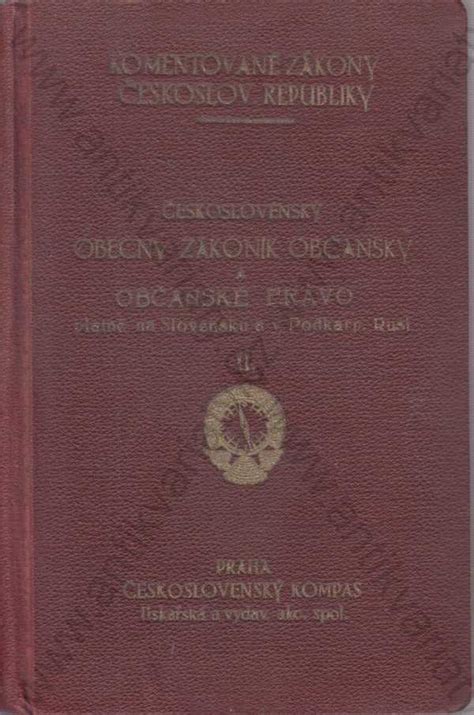 KOMENTOVANÉ ZÁKONY
ČESKOSLOV. REPUBLIKY
ČESKOSLOVENSKÝ
OBECNÝ ZÁKONÍK OBČANSKÝ
A
OBČANSKÉ PRÁVO
platné na Slovensku a v Podkarp. Rusi
II.
PRAHA
ČESKOSLOVENSKÝ KOMPAS
Tiskařská a vydav. akc. spol.